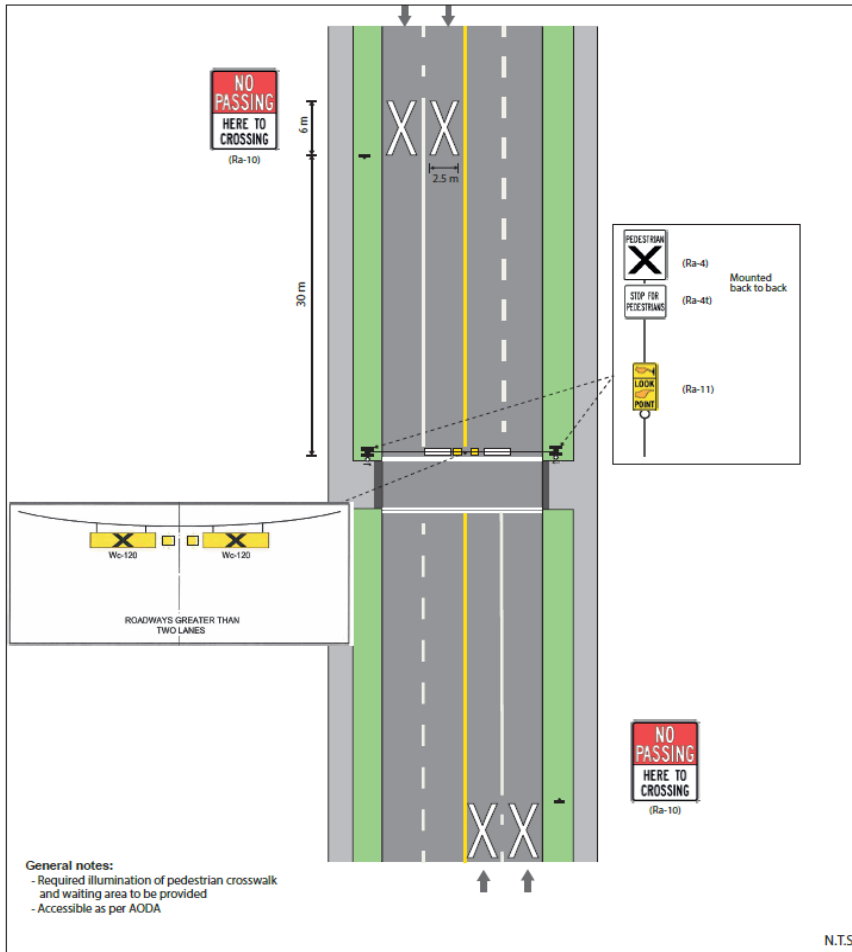 NO
PASSING
HERE TO
CROSSING
(Ra-10)
6 m
2.5 m
30 m
PEDESTRIAN
X
(Ra-4)
Mounted
back to back
STOP FOR
PEDESTRIANS
(Ra-4t)
LOOK
POINT
(Ra-11)
Wc-120
Wc-120
ROADWAYS GREATER THAN
TWO LANES
NO
PASSING
HERE TO
CROSSING
(Ra-10)
General notes:
- Required illumination of pedestrian crosswalk
and waiting area to be provided
- Accessible as per AODA
N.T.S